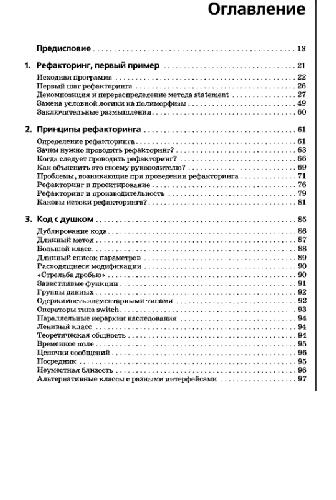 Оглавление
Предисловие 18
1. Рефакторинг, первый пример 21
Исходная программа 22
Первый шаг рефакторинга 26
Декомпозиция и перераспределение метода statement 27
Замена условной логики на полиморфизм 49
Заключительные размышления 60
2. Принципы рефакторинга 61
Определение рефакторинга 61
Зачем нужно проводить рефакторинг? 63
Когда следует проводить рефакторинг? 66
Как объяснить это своему руководителю? 69
Проблемы, возникающие при проведении рефакторинга 71
Рефакторинг и проектирование 76
Рефакторинг и производительность 79
Каковы истоки рефакторинга? 81
3. Код с душком 85
Дублирование кода 86
Длинный метод 87
Большой класс 88
Длинный список параметров 89
Расходящиеся модификации 90
«Стрельба дробью» 90
Завистливые функции 91
Группы данных 92
Одержимость элементарными типами 92
Операторы типа switch 93
Параллельные иерархии наследования 94
Ленивый класс 94
Теоретическая общность 94
Временное поле 95
Цепочки сообщений 96
Посредник 95
Неуместная близость 96
Альтернативные классы с разными интерфейсами 97